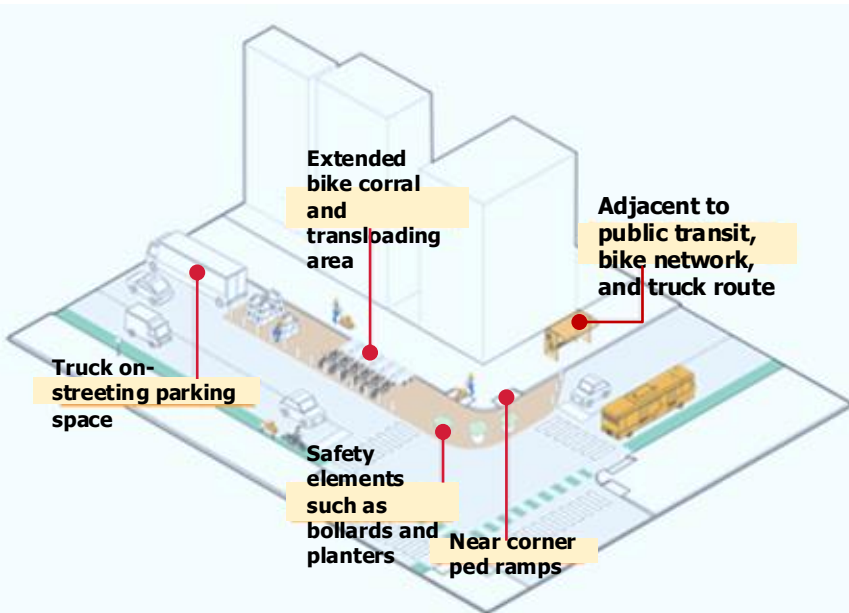 Extended
bike corral
and
transloading
area
Adjacent to
public transit,
bike network,
and truck route
Truck on-
streeting parking
space
Safety
elements
such as
bollards and
planters
Near corner
ped ramps